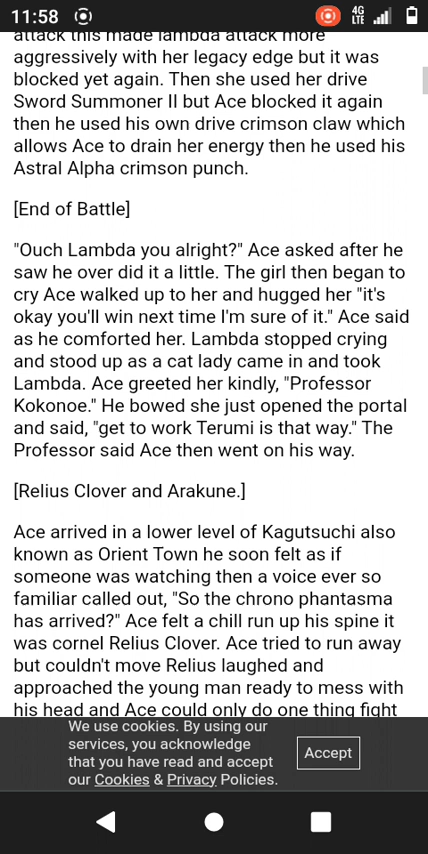 11:58
4G
LTE
attack this made lambda attack more
aggressively with her legacy edge but it was
blocked yet again. Then she used her drive
Sword Summoner II but Ace blocked it again
then he used his own drive crimson claw which
allows Ace to drain her energy then he used his
Astral Alpha crimson punch.
[End of Battle]
"Ouch Lambda you alright?" Ace asked after he
saw he over did it a little. The girl then began to
cry Ace walked up to her and hugged her "it's
okay you'll win next time I'm sure of it." Ace said
as he comforted her. Lambda stopped crying
and stood up as a cat lady came in and took
Lambda. Ace greeted her kindly, "Professor
Kokonoe." He bowed she just opened the portal
and said, "get to work Terumi is that way." The
Professor said Ace then went on his way.
[Relius Clover and Arakune.]
Ace arrived in a lower level of Kagutsuchi also
known as Orient Town he soon felt as if
someone was watching then a voice ever so
familiar called out, "So the chrono phantasma
has arrived?" Ace felt a chill run up his spine it
was cornel Relius Clover. Ace tried to run away
but couldn't move Relius laughed and
approached the young man ready to mess with
his head and Ace could only do one thing fight
We use cookies. By using our
services, you acknowledge
that you have read and accept
our Cookies & Privacy Policies.
Accept